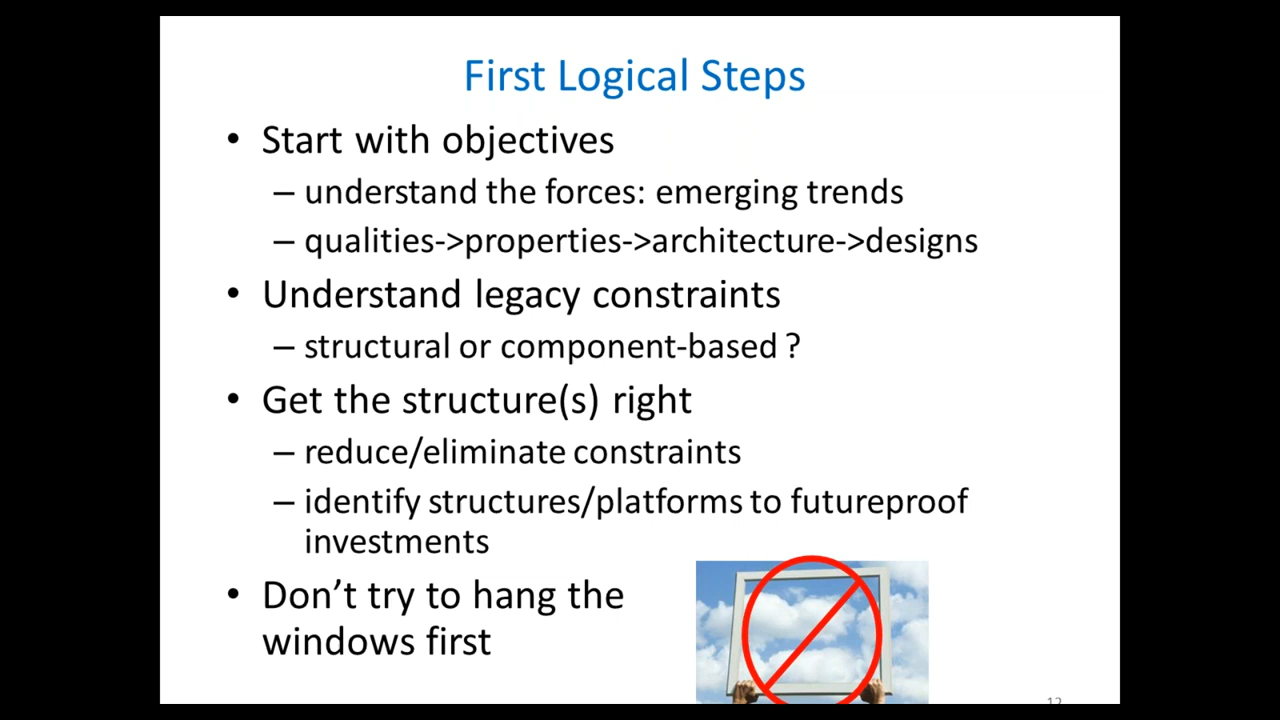 First Logical Steps
• Start with objectives
– understand the forces: emerging trends
– qualities->properties->architecture->designs
• Understand legacy constraints
– structural or component-based ?
• Get the structure(s) right
– reduce/eliminate constraints
– identify structures/platforms to futureproof
investments
• Don’t try to hang the
windows first
12